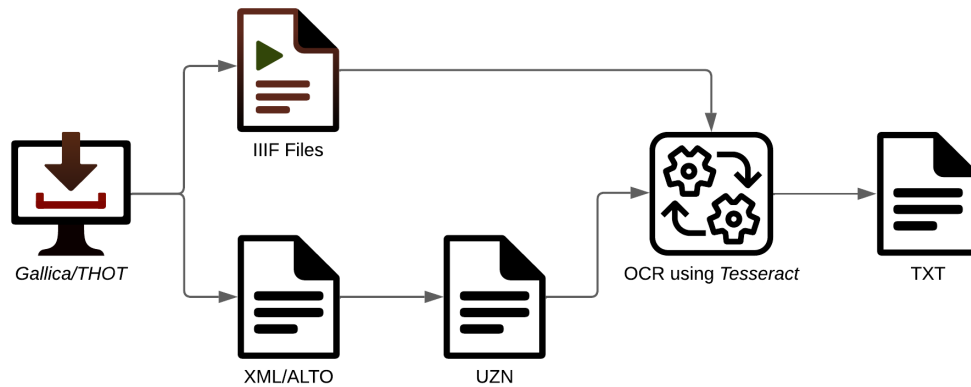 IIIF Files
Gallica/THOT
OCR using Tesseract
TXT
XML/ALTO
UZN